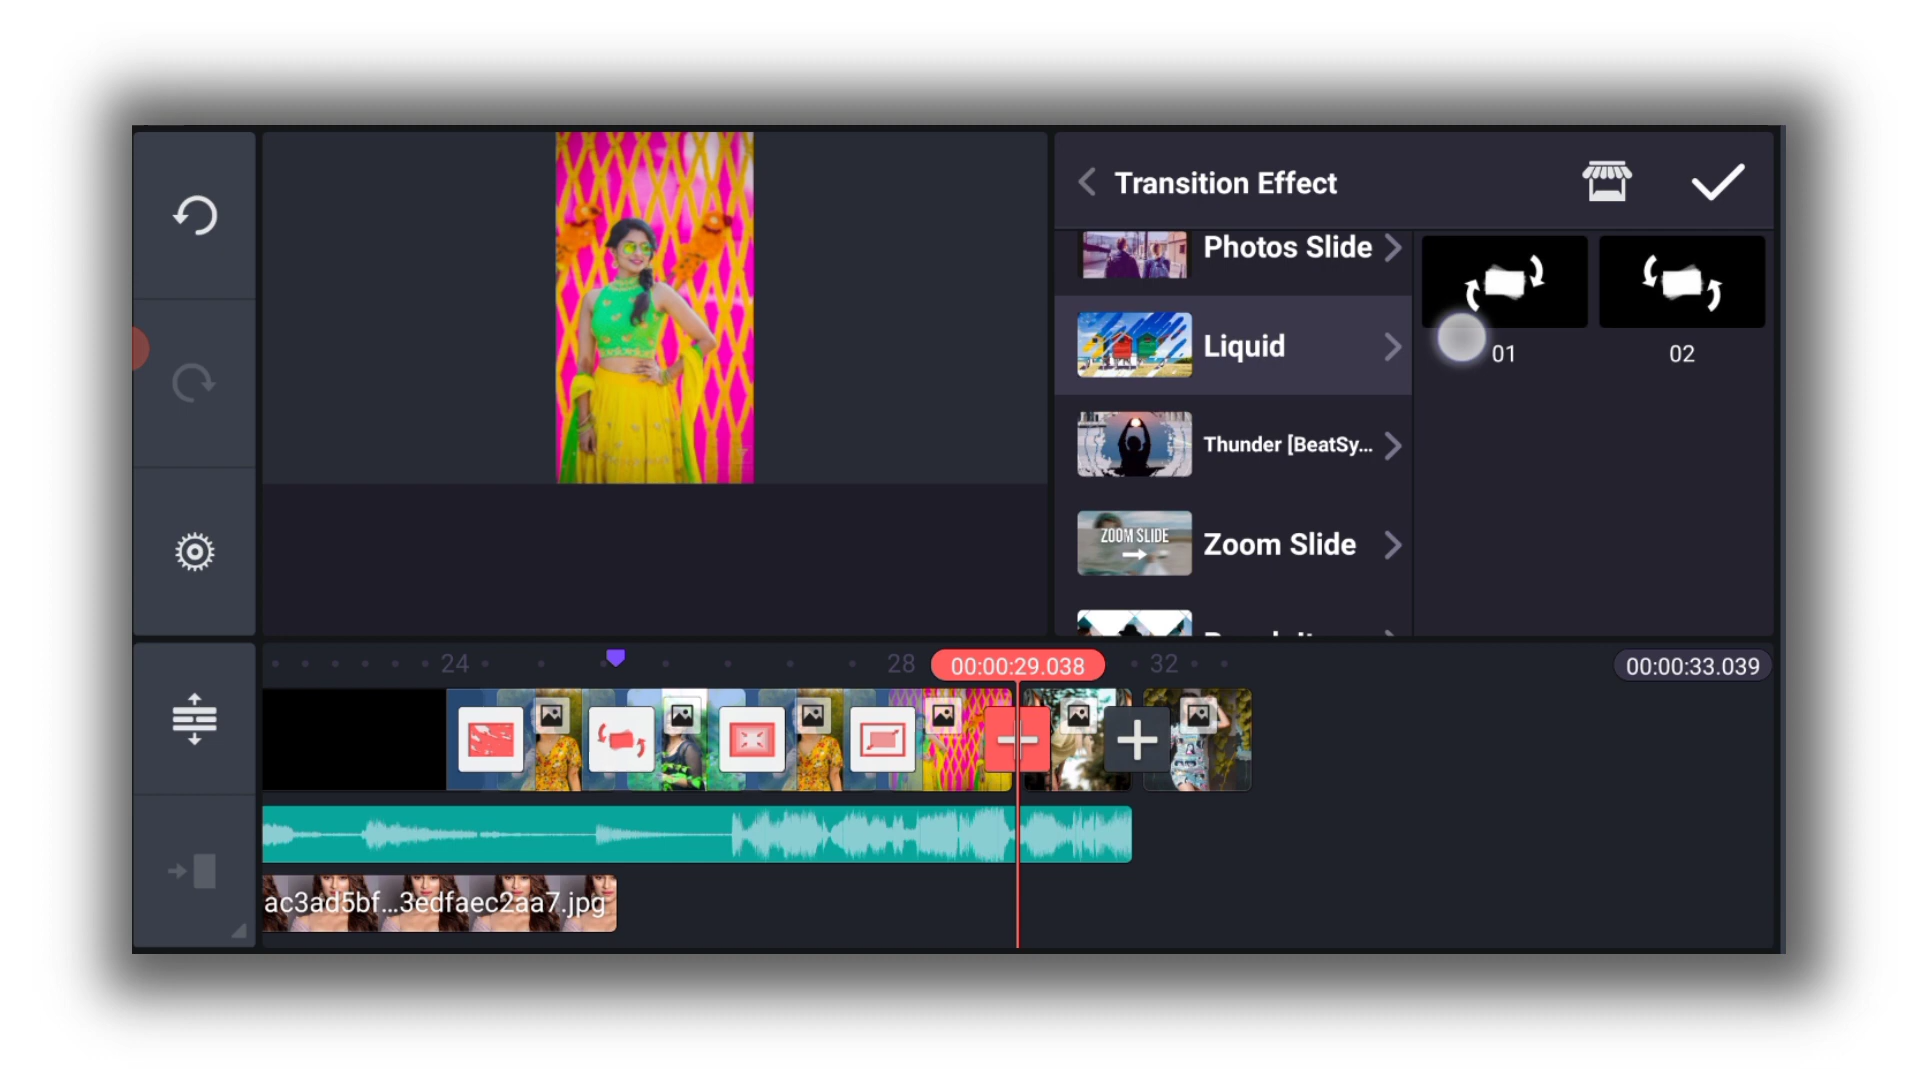 Transition Effect
Photos Slide
Liquid
Thunder [BeatSy...
ZOOM SLIDE
Zoom Slide
01
02
24
28
00:00:29.038
32
00:00:33.039
ac3ad5bf...3edfaec2aa7.jpg